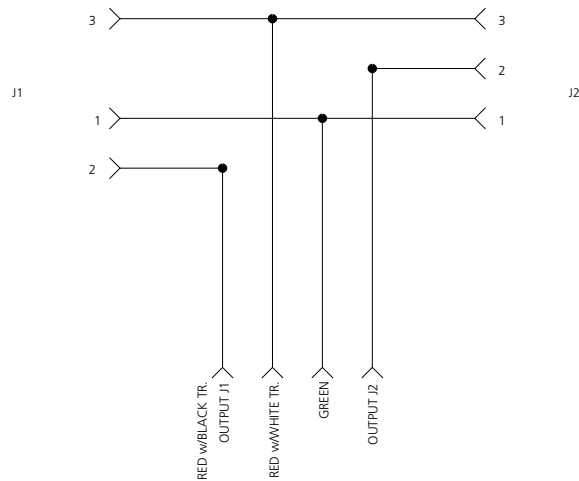 3
3
2
J1
J2
1
1
2
RED w/BLACK TR.
OUTPUT J1
RED w/WHITE TR.
GREEN
OUTPUT J2